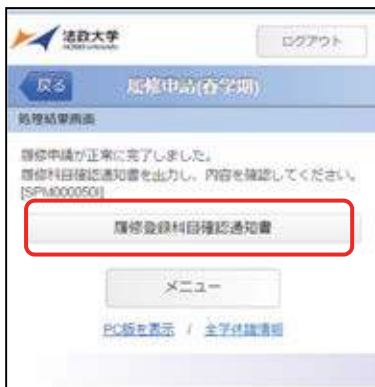 法政大学
HOSEI University
ログアウト
戻る
履修申請(春学期)
処理結果画面
履修申請が正常に完了しました。
履修科目確認通知書を出力し、内容を確認してください。
[SPM000050I]
履修登録科目確認通知書
メニュー
PC版を表示 / 全学休講情報